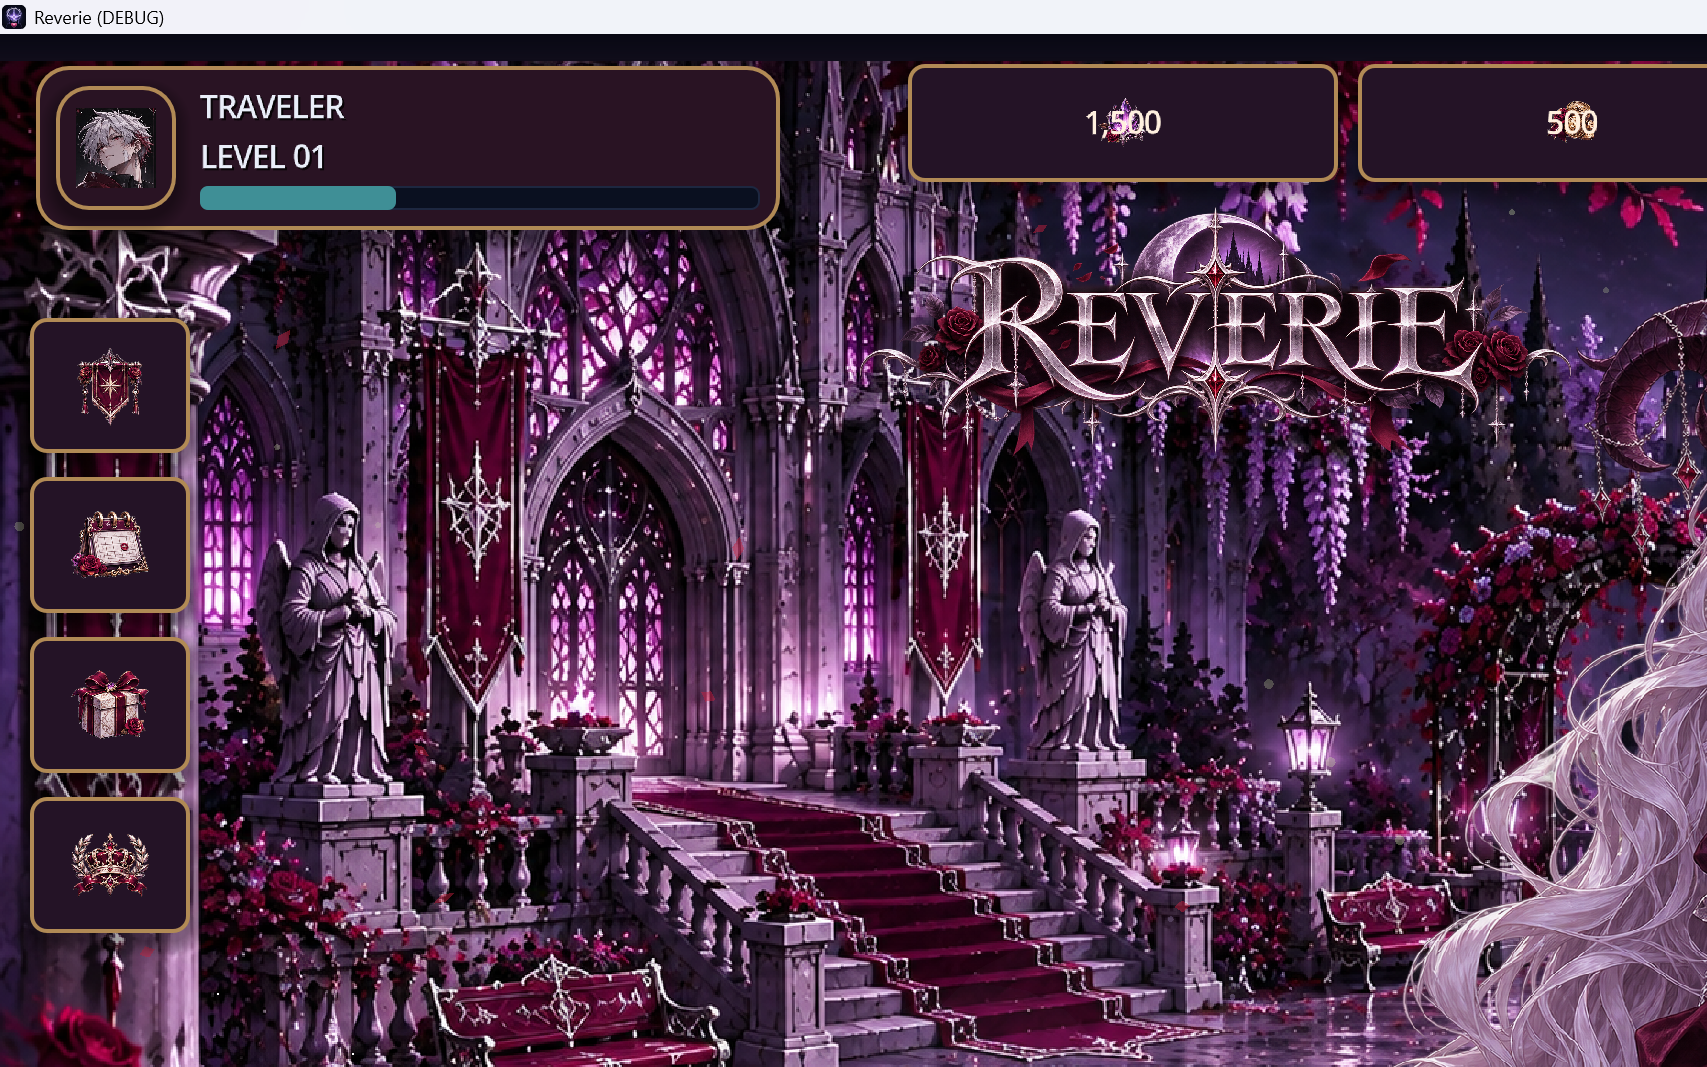 Reverie (DEBUG)
TRAVELER
LEVEL 01
1,500
500
REVERIE